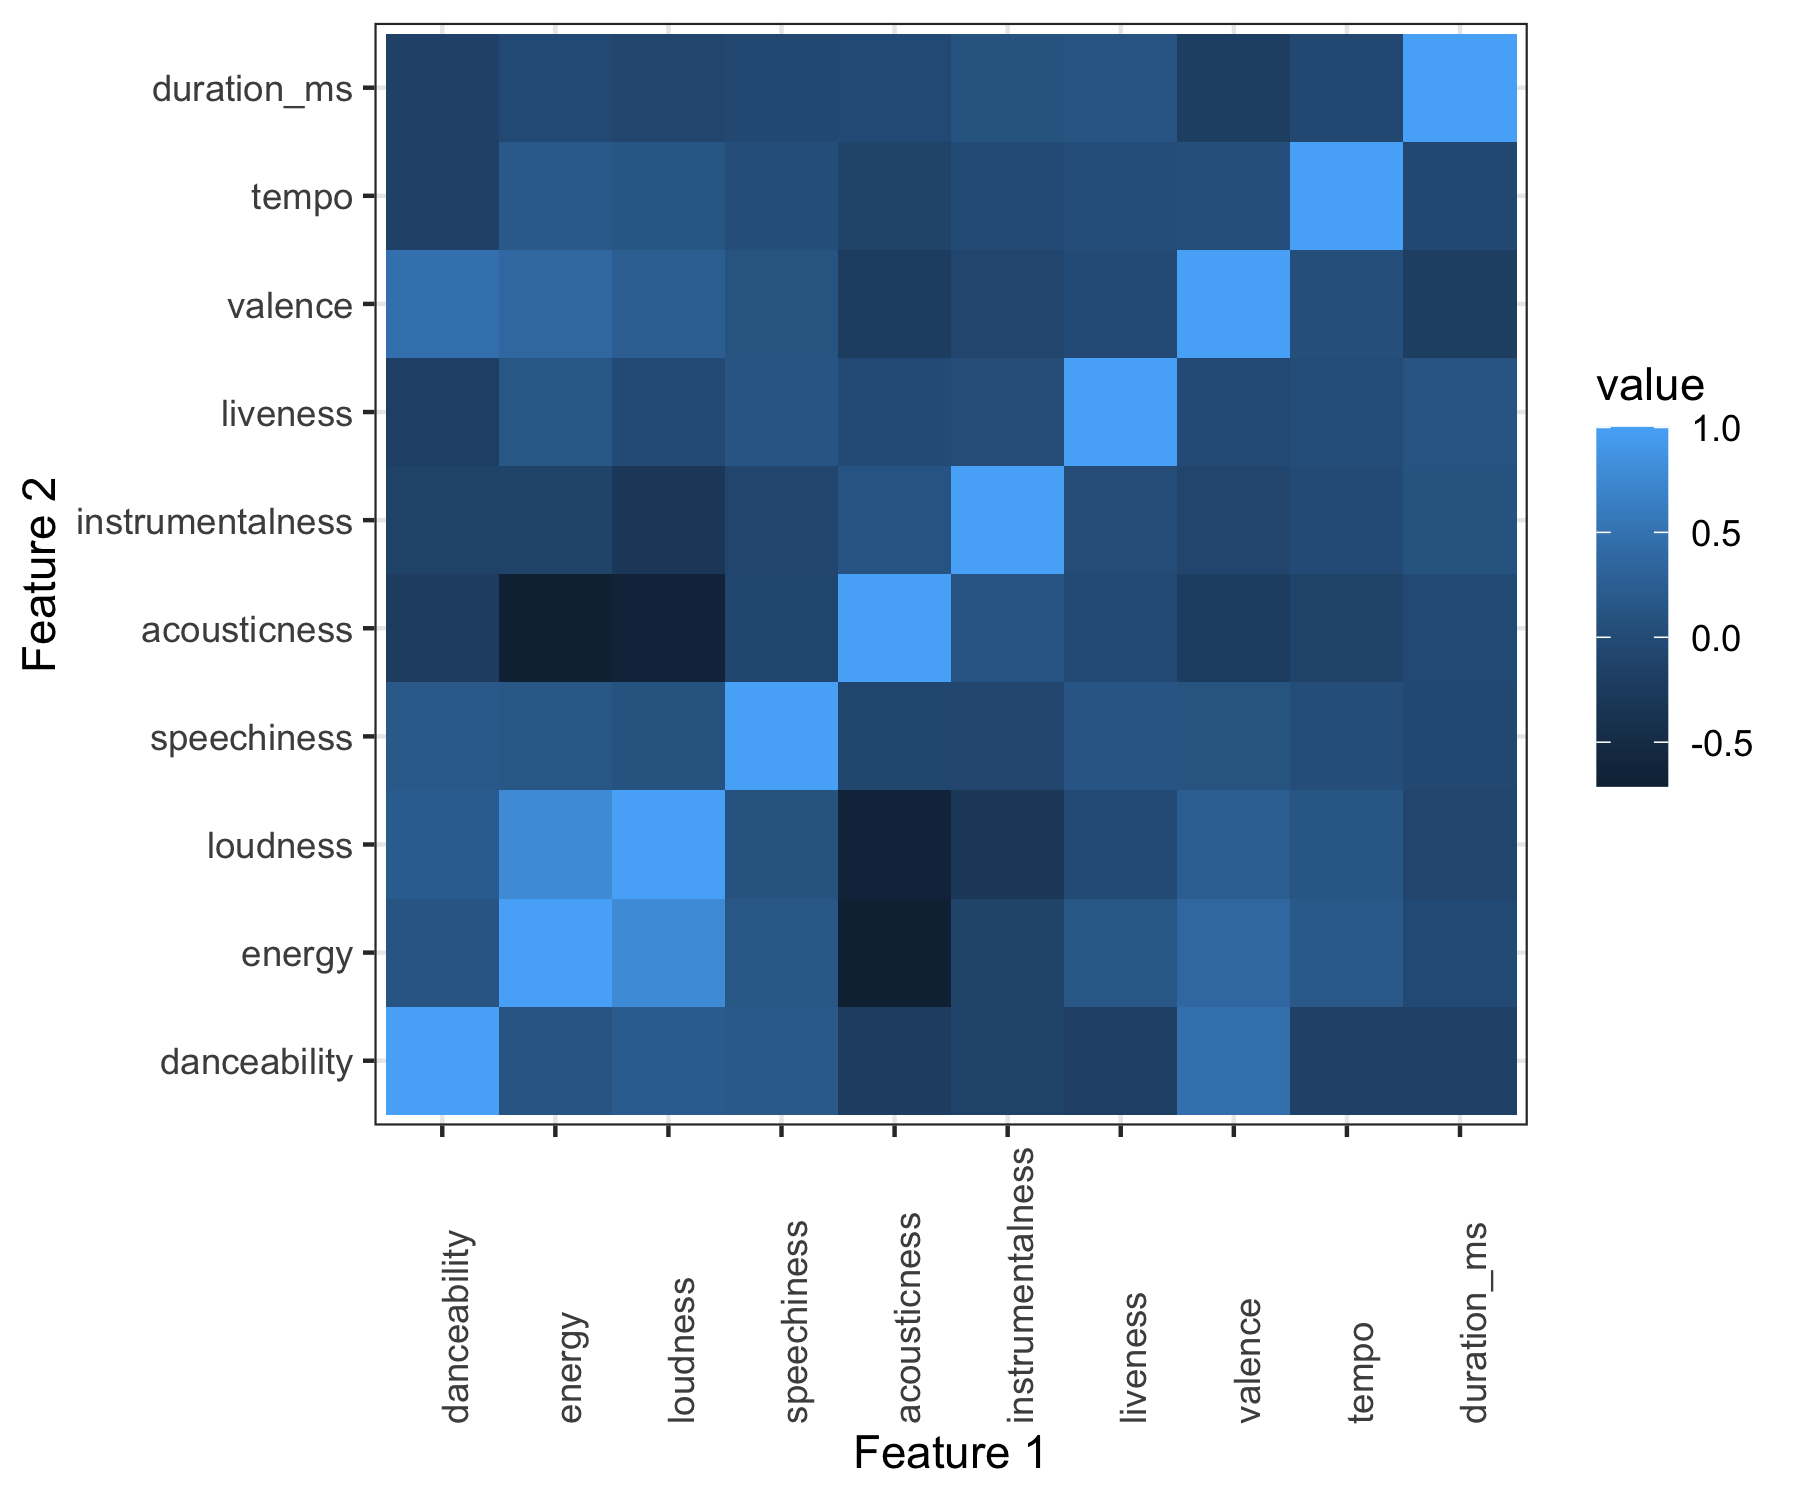 duration_ms
tempo
valence
liveness
instrumentalness
acousticness
speechiness
loudness
energy
danceability
Feature 2
danceability
energy
loudness
speechiness
acousticness
instrumentalness
liveness
valence
tempo
duration_ms
Feature 1
value
1.0
0.5
0.0
-0.5